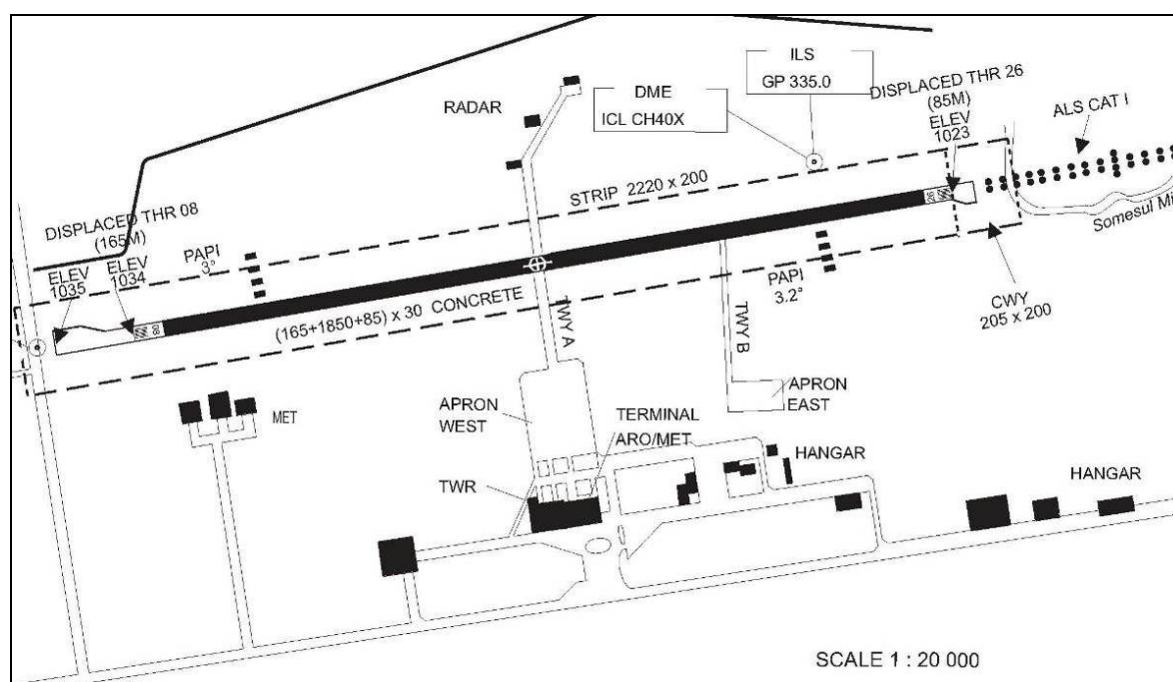 ILS
GP 335.0
DME
ICL CH40X
DISPLACED THR 26
(85M)
ELEV
1023
ALS CAT I
RADAR
STRIP 2220 x 200
DISPLACED THR 08
(165M)
ELEV
1035
ELEV
1034
PAPI
3°
26
Somesul Mi
08
(165+1850+85) x 30 CONCRETE
TWY A
TWY B
PAPI
3.2°
CWY
205 x 200
MET
APRON
WEST
TERMINAL
ARO/MET
APRON
EAST
TWR
HANGAR
HANGAR
SCALE 1 : 20 000